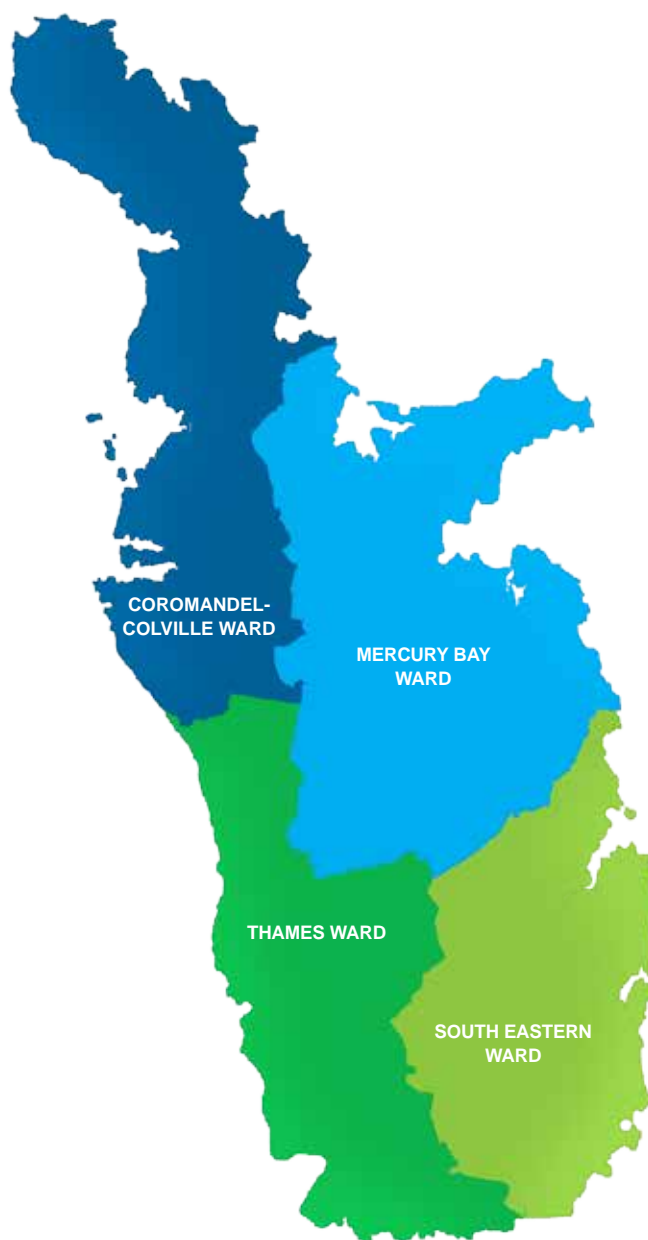 COROMANDEL-
COLVILLE WARD
MERCURY BAY
WARD
THAMES WARD
SOUTH EASTERN
WARD